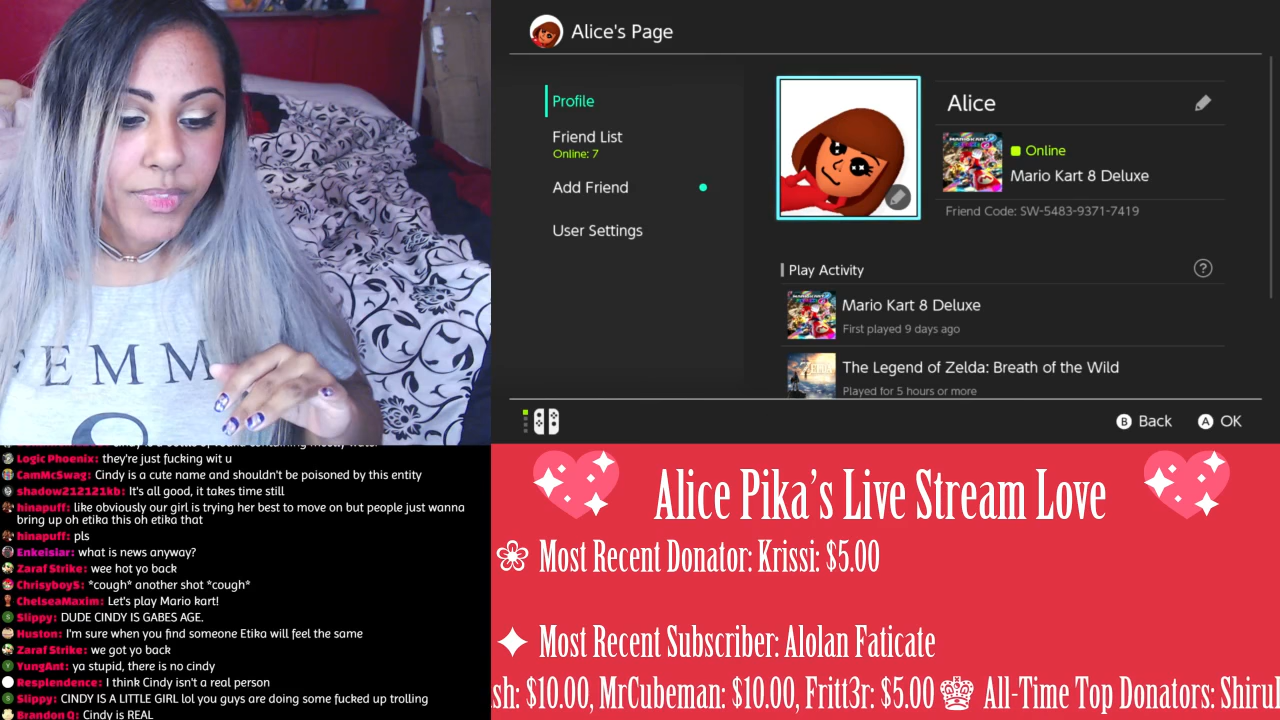 Alice's Page
Profile
Friend List
Online: 7
Add Friend
User Settings
Alice
Online
Mario Kart 8 Deluxe
Friend Code: SW-5483-9371-7419
Play Activity
?
Mario Kart 8 Deluxe
First played 9 days ago
The Legend of Zelda: Breath of the Wild
Played for 5 hours or more
B Back
A OK
FEMM
Logic Phoenix: they're just fucking wit u
CamMcSwag: Cindy is a cute name and shouldn't be poisoned by this entity
shadow212121kb: It's all good, it takes time still
hinapuff: like obviously our girl is trying her best to move on but people just wanna
bring up oh etika this oh etika that
hinapuff: pls
Enkeisiar: what is news anyway?
Zaraf Strike: wee hot yo back
ChrisyboyS: *cough* another shot *cough*
ChelseaMaxim: Let's play Mario kart!
Slippy: DUDE CINDY IS GABES AGE.
Huston: I'm sure when you find someone Etika will feel the same
Zaraf Strike: we got yo back
YungAnt: ya stupid, there is no cindy
Resplendence: I think Cindy isn't a real person
Slippy: CINDY IS A LITTLE GIRL lol you guys are doing some fucked up trolling
Brandon Q: Cindy is REAL
Alice Pika's Live Stream Love
Most Recent Donator: Krissi: $5.00
Most Recent Subscriber: Alolan Faticate
sh: $10.00, MrCubeman: $10.00, Fritt3r: $5.00 All-Time Top Donators: Shirul